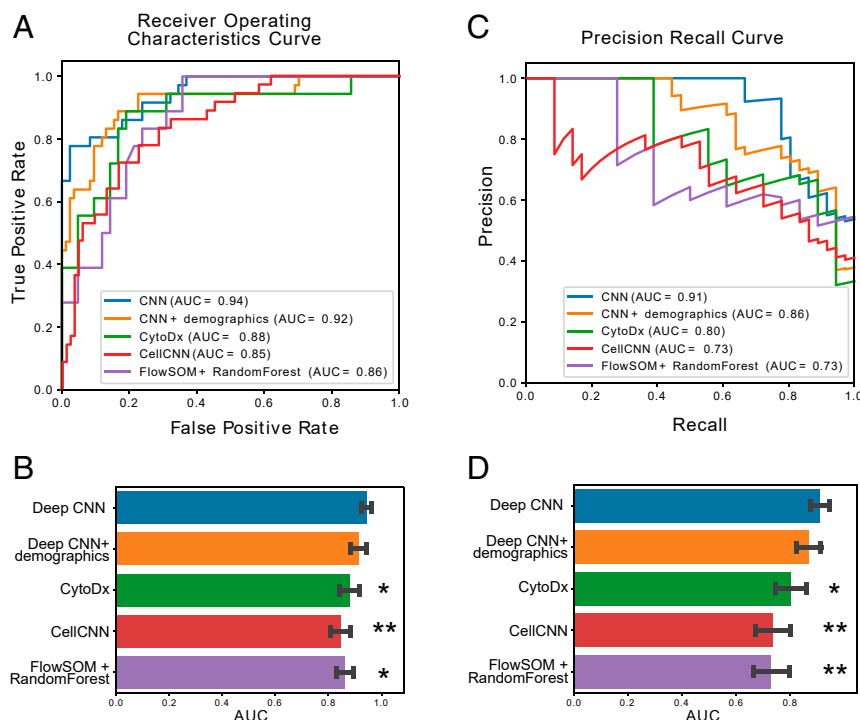 A
Receiver Operating
Characteristics Curve
True Positive Rate
1.0
0.8
0.6
0.4
0.2
0.0
CNN (AUC = 0.94)
CNN + demographics (AUC = 0.92)
CytoDx (AUC = 0.88)
CellCNN (AUC = 0.85)
FlowSOM + RandomForest (AUC = 0.86)
0.0 0.2 0.4 0.6 0.8 1.0
False Positive Rate
C
Precision Recall Curve
Precision
1.0
0.8
0.6
0.4
0.2
0.0
CNN (AUC = 0.91)
CNN + demographics (AUC = 0.86)
CytoDx (AUC = 0.80)
CellCNN (AUC = 0.73)
FlowSOM + RandomForest (AUC = 0.73)
0.0 0.2 0.4 0.6 0.8 1.0
Recall
B
Deep CNN
Deep CNN+
demographics
CytoDx *
CellCNN **
FlowSOM +
RandomForest *
0.0 0.2 0.4 0.6 0.8 1.0
AUC
D
Deep CNN
Deep CNN+
demographics
CytoDx *
CellCNN **
FlowSOM +
RandomForest **
0.0 0.2 0.4 0.6 0.8
AUC